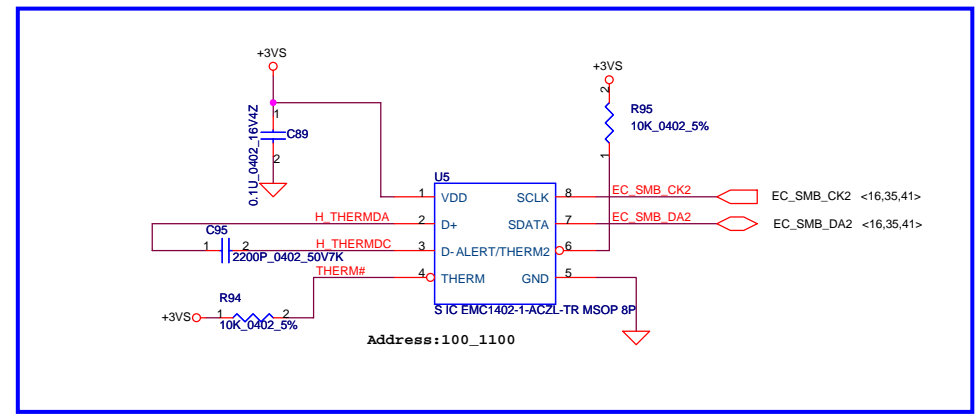 +3VS
+3VS
2
R95
10K_0402_5%
1
1
C89
2
0.1U_0402_16V4Z
U5
1
VDD
SCLK
8
EC_SMB_CK2
EC_SMB_CK2 <16,35,41>
H_THERMDA
2
D+
SDATA
7
EC_SMB_DA2
EC_SMB_DA2 <16,35,41>
C95
1
2
H_THERMDC
3
D-
ALERT/THERM2
6
2200P_0402_50V7K
THERM#
4
THERM
GND
5
R94
+3VS
1
2
10K_0402_5%
S IC EMC1402-1-ACZL-TR MSOP 8P
Address:100_1100